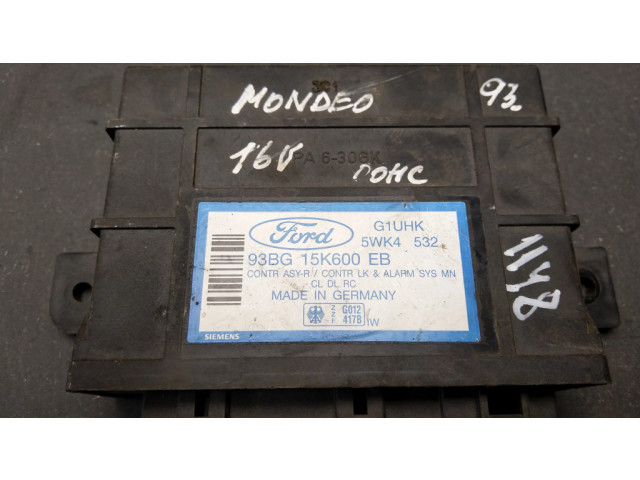 MONDEO 93.
16V DOHC
PA 6-30GK
Ford G1UHK
5WK4 532
93BG 15K600 EB
CONTR ASY-R / CONTR LK & ALARM SYS MN
CL DL RC
MADE IN GERMANY
Z G012
Z 417B
F
IW
SIEMENS
1148